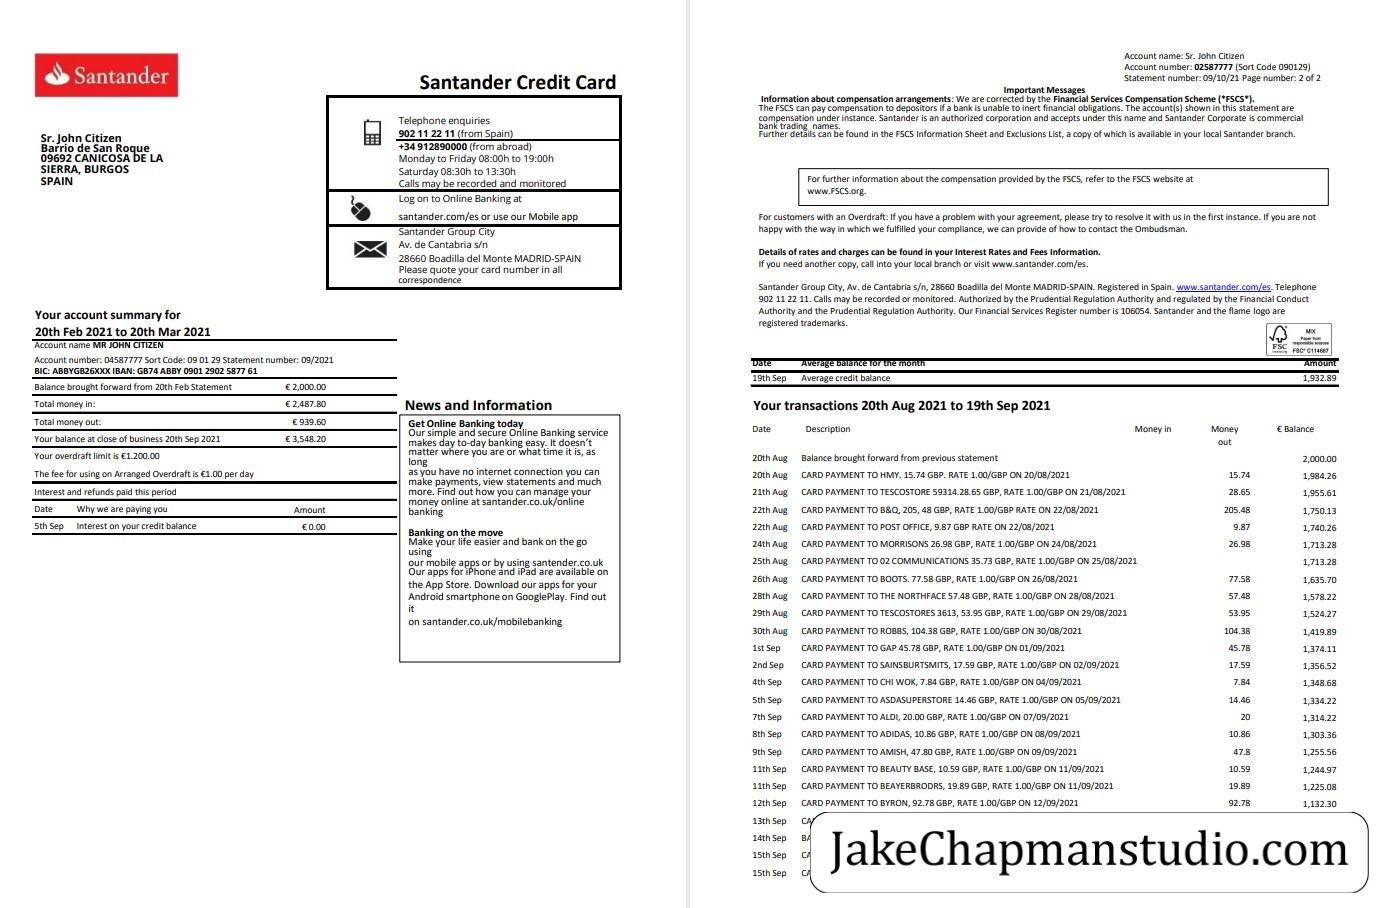 Santander
Santander Credit Card
Sr. John Citizen
Barrio de San Roque
09692 CANICOSA DE LA
SIERRA, BURGOS
SPAIN
Telephone enquiries
902 11 22 11 (from Spain)
+34 912890000 (from abroad)
Monday to Friday 08:00h to 19:00h
Saturday 08:30h to 13:30h
Calls may be recorded and monitored
Log on to Online Banking at
santander.com/es or use our Mobile app
Santander Group City
Av. de Cantabria s/n
28660 Boadilla del Monte MADRID-SPAIN
Please quote your card number in all
correspondence
Your account summary for
20th Feb 2021 to 20th Mar 2021
Account name MR JOHN CITIZEN
Account number: 04587777 Sort Code: 09 01 29 Statement number: 09/2021
BIC: ABBYGB26XXX IBAN: GB74 ABBY 0901 2902 5877 61
Balance brought forward from 20th Feb Statement € 2,000.00
Total money in: € 2,487.80
Total money out: € 939.60
Your balance at close of business 20th Sep 2021 € 3,548.20
Your overdraft limit is €1.200.00
The fee for using on Arranged Overdraft is €1.00 per day
Interest and refunds paid this period
Date Why we are paying you Amount
5th Sep Interest on your credit balance € 0.00
News and Information
Get Online Banking today
Our simple and secure Online Banking service
makes day to-day banking easy. It doesn't
matter where you are or what time it is, as
long
as you have no internet connection you can
make payments, view statements and much
more. Find out how you can manage your
money online at santander.co.uk/online
banking
Banking on the move
Make your life easier and bank on the go
using
our mobile apps or by using santander.co.uk
Our apps for iPhone and iPad are available on
the App Store. Download our apps for your
Android smartphone on GooglePlay. Find out
it
on santander.co.uk/mobilebanking
Account name: Sr. John Citizen
Account number: 02587777 (Sort Code 090129)
Statement number: 09/10/21 Page number: 2 of 2
Important Messages
Information about compensation arrangements: We are corrected by the Financial Services Compensation Scheme (*FSCS*).
The FSCS can pay compensation to depositors if a bank is unable to inert financial obligations. The account(s) shown in this statement are
compensation under instance. Santander is an authorized corporation and accepts under this name and Santander Corporate is commercial
bank trading names.
Further details can be found in the FSCS Information Sheet and Exclusions List, a copy of which is available in your local Santander branch.
For further information about the compensation provided by the FSCS, refer to the FSCS website at
www.FSCS.org.
For customers with an Overdraft: If you have a problem with your agreement, please try to resolve it with us in the first instance. If you are not
happy with the way in which we fulfilled your compliance, we can provide of how to contact the Ombudsman.
Details of rates and charges can be found in your Interest Rates and Fees Information.
If you need another copy, call into your local branch or visit www.santander.com/es.
Santander Group City, Av. de Cantabria s/n, 28660 Boadilla del Monte MADRID-SPAIN. Registered in Spain. www.santander.com/es. Telephone
902 11 22 11. Calls may be recorded or monitored. Authorized by the Prudential Regulation Authority and regulated by the Financial Conduct
Authority and the Prudential Regulation Authority. Our Financial Services Register number is 106054. Santander and the flame logo are
registered trademarks.
FSC
MIX
Paper from
responsible sources
FSC® C114687
Date Average balance for the month Amount
19th Sep Average credit balance 1,932.89
Your transactions 20th Aug 2021 to 19th Sep 2021
Date Description Money in Money out € Balance
20th Aug Balance brought forward from previous statement 2,000.00
20th Aug CARD PAYMENT TO HMY. 15.74 GBP. RATE 1.00/GBP ON 20/08/2021 15.74 1,984.26
21th Aug CARD PAYMENT TO TESCOSTORE 59314.28.65 GBP, RATE 1.00/GBP ON 21/08/2021 28.65 1,955.61
22th Aug CARD PAYMENT TO B&Q, 205, 48 GBP, RATE 1.00/GBP RATE ON 22/08/2021 205.48 1,750.13
22th Aug CARD PAYMENT TO POST OFFICE, 9.87 GBP RATE ON 22/08/2021 9.87 1,740.26
24th Aug CARD PAYMENT TO MORRISONS 26.98 GBP, RATE 1.00/GBP ON 24/08/2021 26.98 1,713.28
25th Aug CARD PAYMENT TO 02 COMMUNICATIONS 35.73 GBP, RATE 1.00/GBP ON 25/08/2021 1,713.28
26th Aug CARD PAYMENT TO BOOTS. 77.58 GBP, RATE 1.00/GBP ON 26/08/2021 77.58 1,635.70
28th Aug CARD PAYMENT TO THE NORTHFACE 57.48 GBP, RATE 1.00/GBP ON 28/08/2021 57.48 1,578.22
29th Aug CARD PAYMENT TO TESCOSTORES 3613, 53.95 GBP, RATE 1.00/GBP ON 29/08/2021 53.95 1,524.27
30th Aug CARD PAYMENT TO ROBBS, 104.38 GBP, RATE 1.00/GBP ON 30/08/2021 104.38 1,419.89
1st Sep CARD PAYMENT TO GAP 45.78 GBP, RATE 1.00/GBP ON 01/09/2021 45.78 1,374.11
2nd Sep CARD PAYMENT TO SAINSBURTSMITS, 17.59 GBP, RATE 1.00/GBP ON 02/09/2021 17.59 1,356.52
4th Sep CARD PAYMENT TO CHI WOK, 7.84 GBP, RATE 1.00/GBP ON 04/09/2021 7.84 1,348.68
5th Sep CARD PAYMENT TO ASDASUPERSTORE 14.46 GBP, RATE 1.00/GBP ON 05/09/2021 14.46 1,334.22
7th Sep CARD PAYMENT TO ALDI, 20.00 GBP, RATE 1.00/GBP ON 07/09/2021 20 1,314.22
8th Sep CARD PAYMENT TO ADIDAS, 10.86 GBP, RATE 1.00/GBP ON 08/09/2021 10.86 1,303.36
9th Sep CARD PAYMENT TO AMISH, 47.80 GBP, RATE 1.00/GBP ON 09/09/2021 47.8 1,255.56
11th Sep CARD PAYMENT TO BEAUTY BASE, 10.59 GBP, RATE 1.00/GBP ON 11/09/2021 10.59 1,244.97
11th Sep CARD PAYMENT TO BEAYERBRODRS, 19.89 GBP, RATE 1.00/GBP ON 11/09/2021 19.89 1,225.08
12th Sep CARD PAYMENT TO BYRON, 92.78 GBP, RATE 1.00/GBP ON 12/09/2021 92.78 1,132.30
13th Sep
14th Sep
15th Sep
15th Sep
JakeChapmanstudio.com